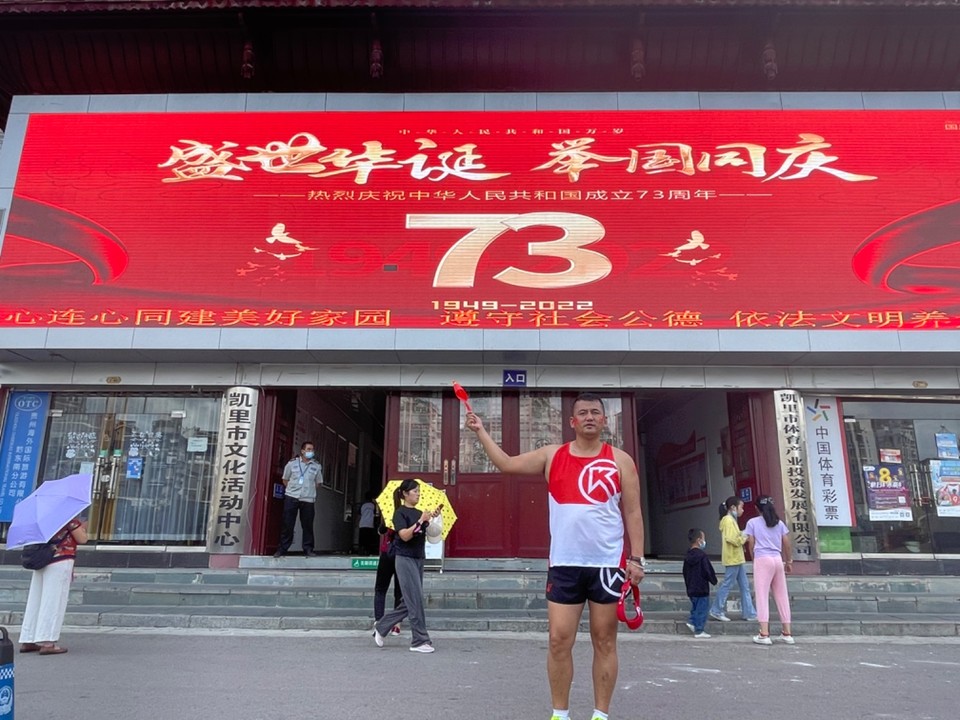 中·华·人·民·共·和·国·万·岁
盛世华诞 举国同庆
热烈庆祝中华人民共和国成立73周年
73
1949-2022
心连心同建美好家园 遵守社会公德 依法文明养
入口
OTC
凯里市文化活动中心
凯里市体育产业投资发展有限公司
中国体育彩票